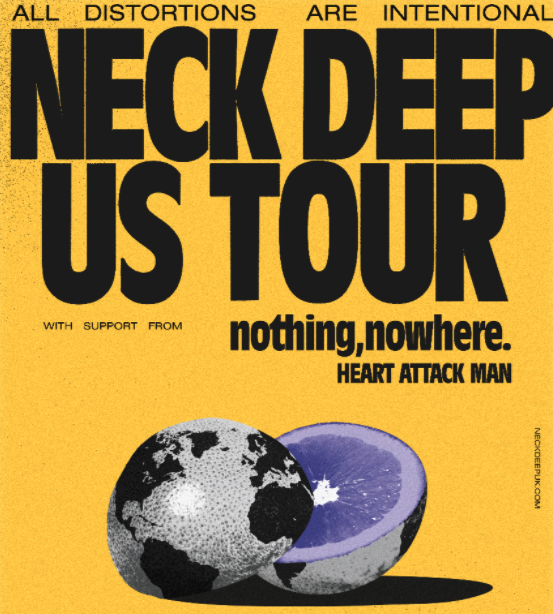 ALL DISTORTIONS ARE INTENTIONAL
NECK DEEP
US TOUR
WITH SUPPORT FROM
nothing,nowhere.
HEART ATTACK MAN
NECKDEEPUK.COM